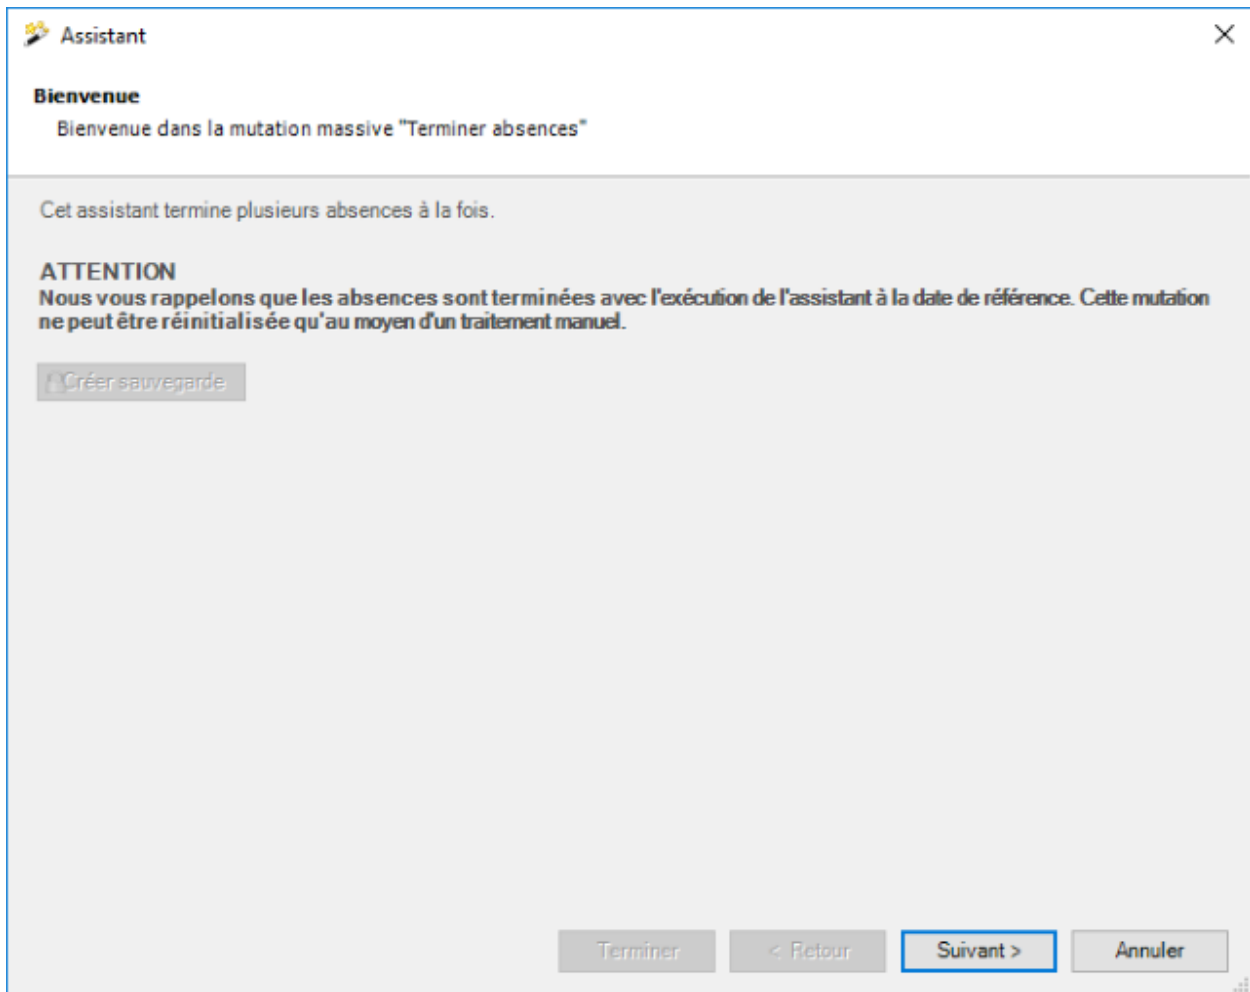 Assistant
Bienvenue
Bienvenue dans la mutation massive "Terminer absences"
Cet assistant termine plusieurs absences à la fois.
ATTENTION
Nous vous rappelons que les absences sont terminées avec l'exécution de l'assistant à la date de référence. Cette mutation
ne peut être réinitialisée qu'au moyen d'un traitement manuel.
Créer sauvegarde
Terminer < Retour Suivant > Annuler